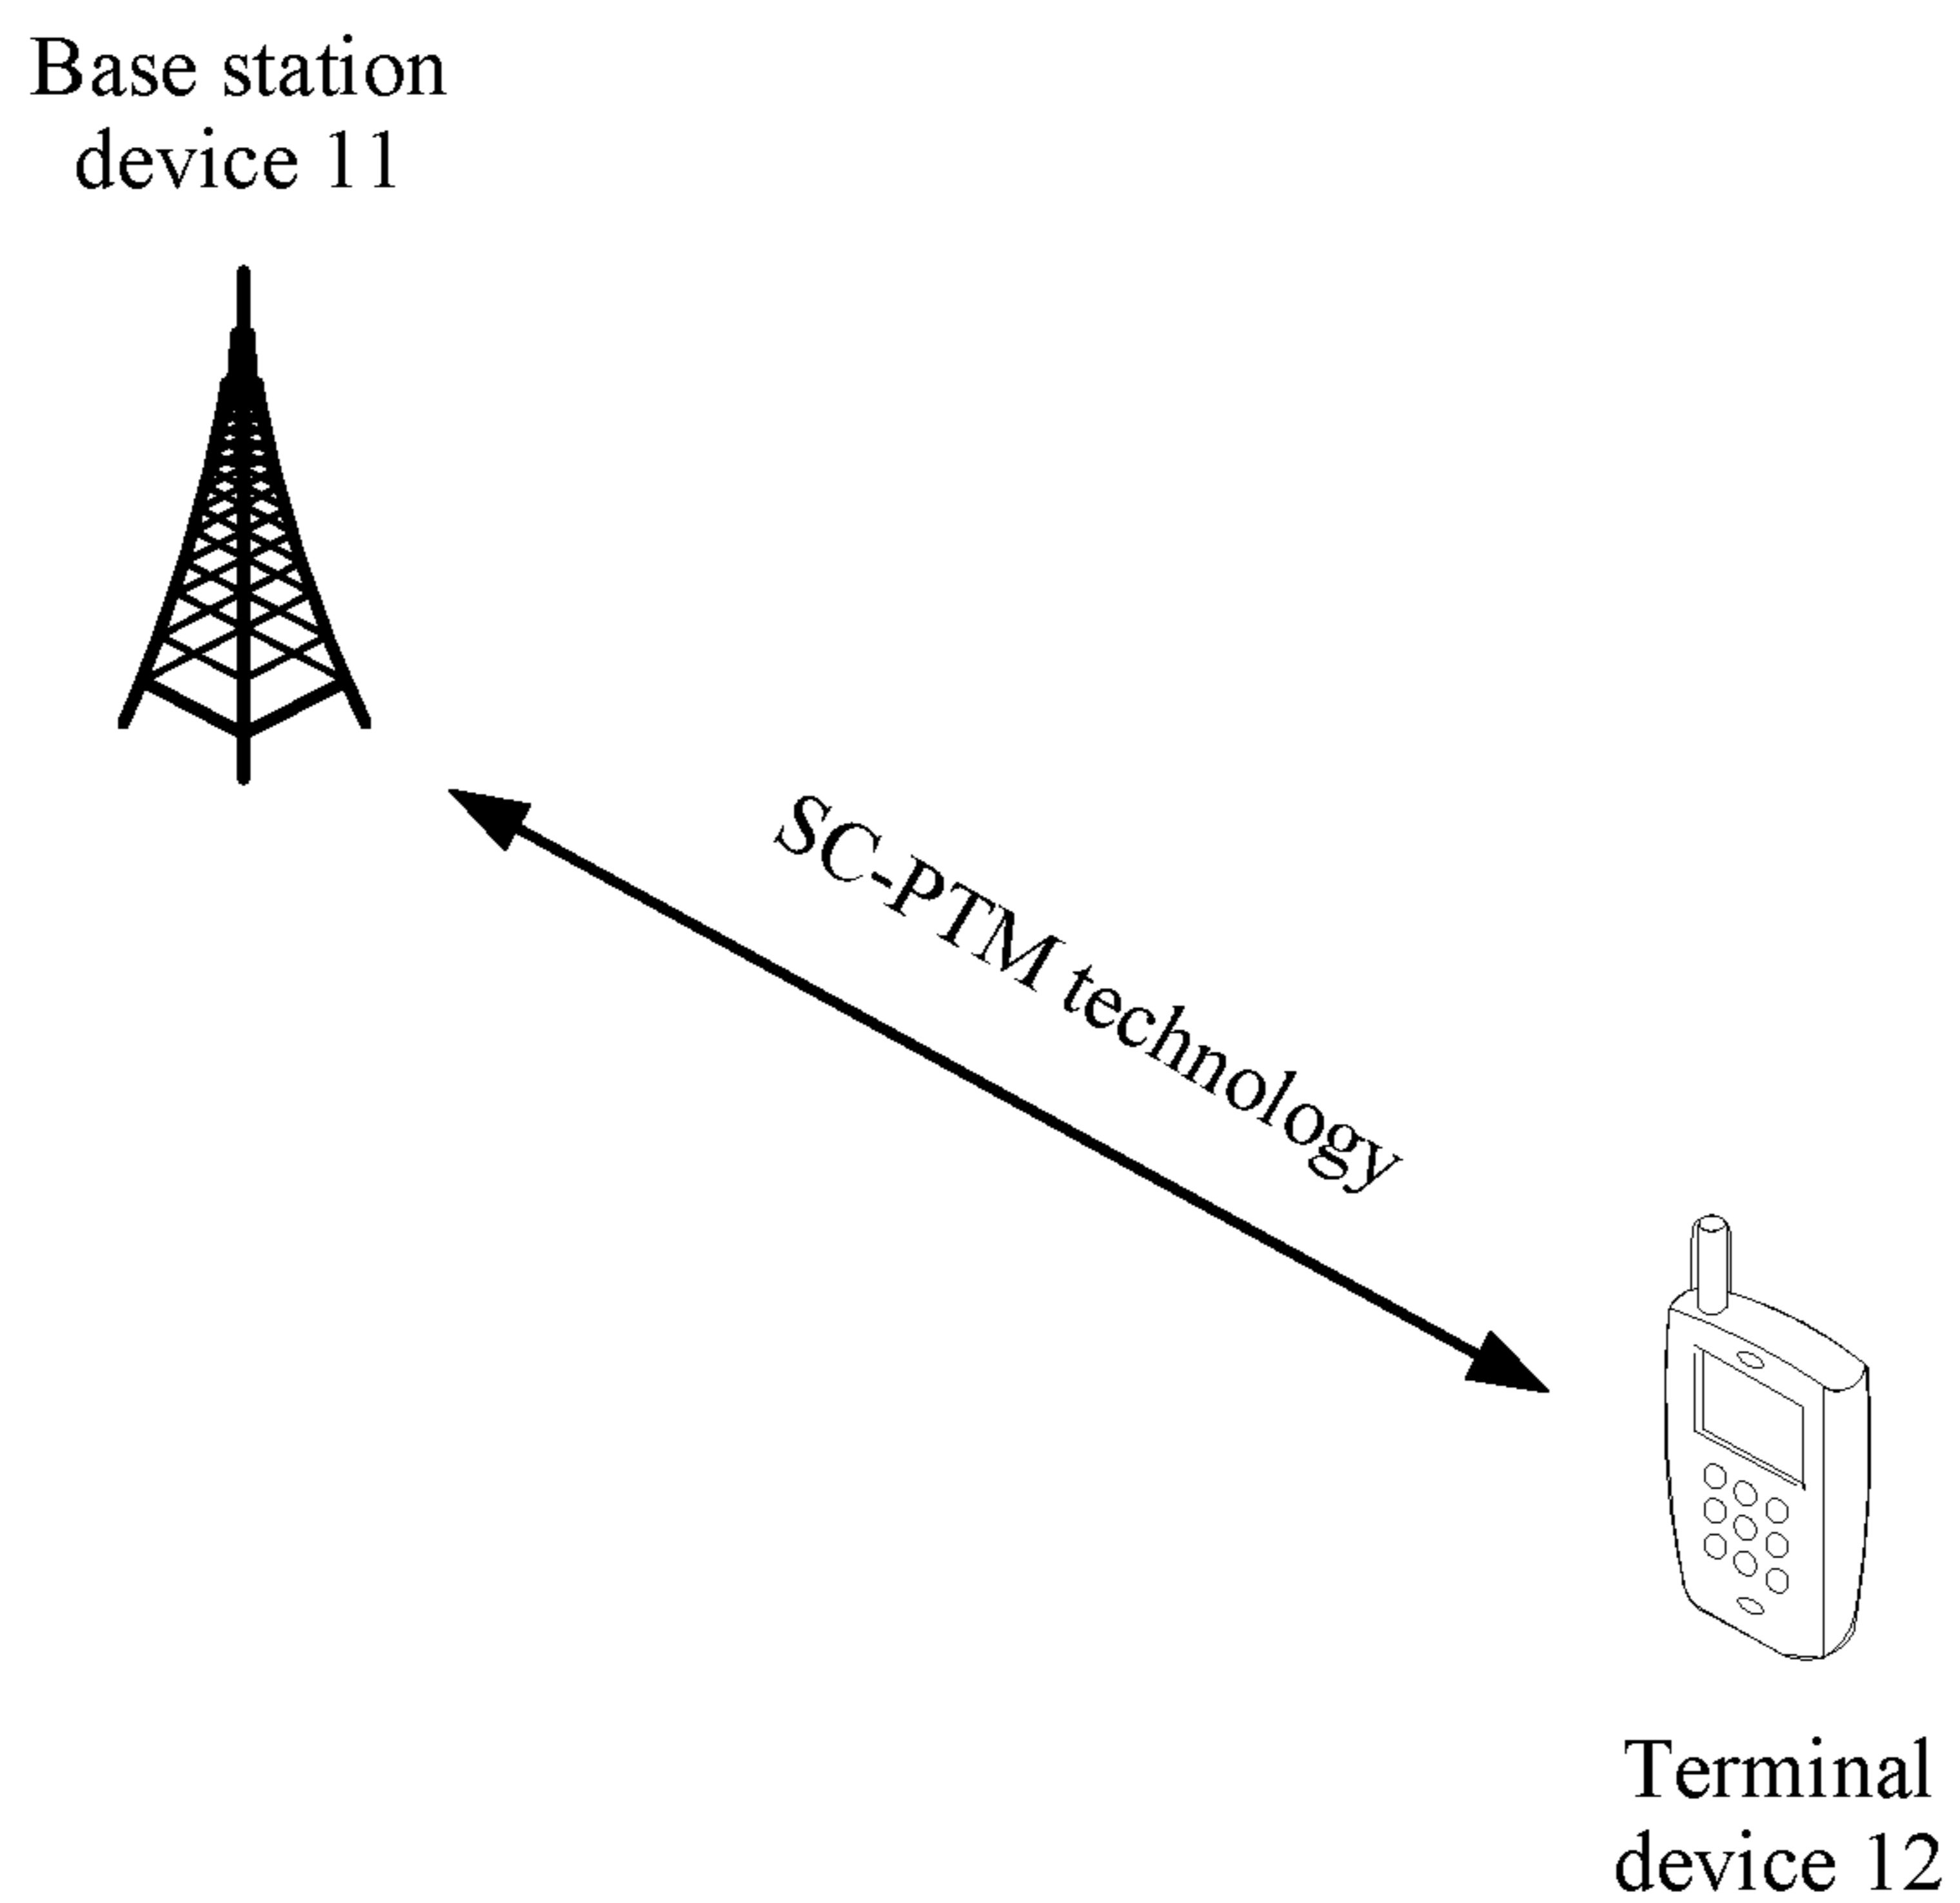 Base station
device 11
SC-PTM technology
Terminal
device 12